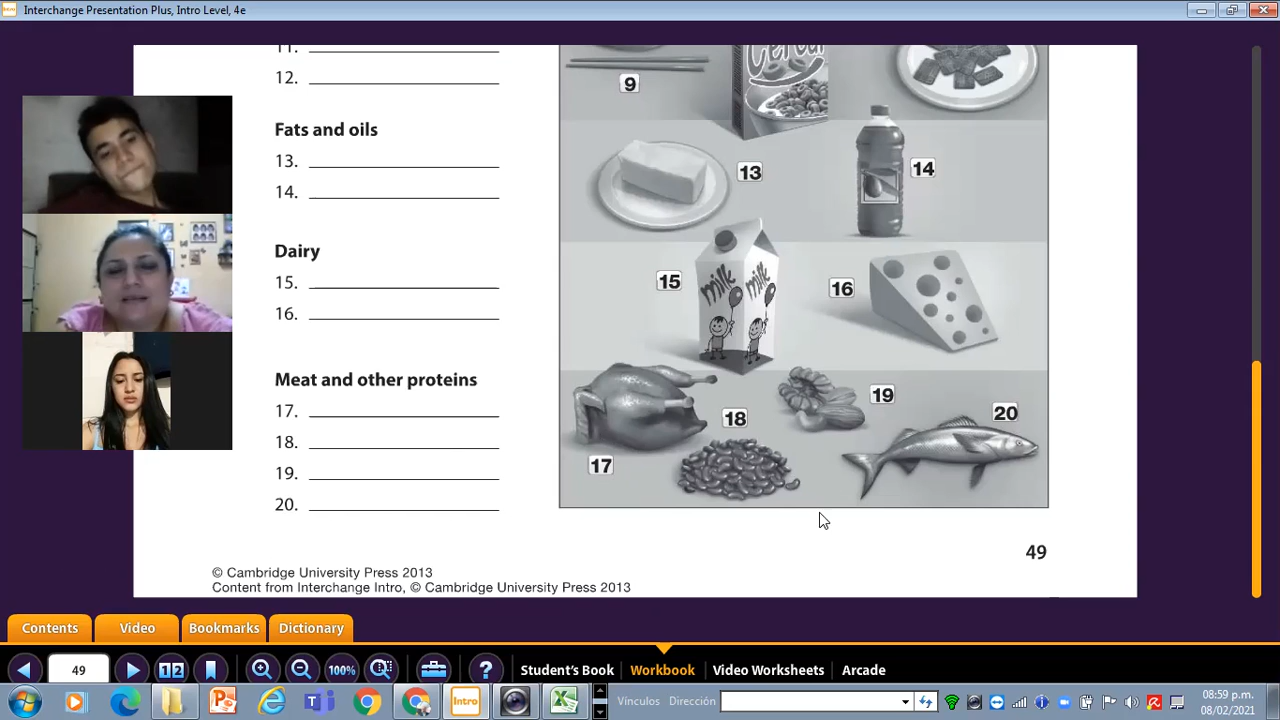 Interchange Presentation Plus, Intro Level, 4e
11.
12.
9
Cereal
Fats and oils
13.
14.
13
14
Dairy
15.
16.
15
milk milk
16
Meat and other proteins
17.
18.
19.
20.
17
18
19
20
49
© Cambridge University Press 2013
Content from Interchange Intro, © Cambridge University Press 2013
Contents Video Bookmarks Dictionary
49 12 100% ? Student's Book Workbook Video Worksheets Arcade
Intro Vínculos Dirección 08:59 p.m.
08/02/2021